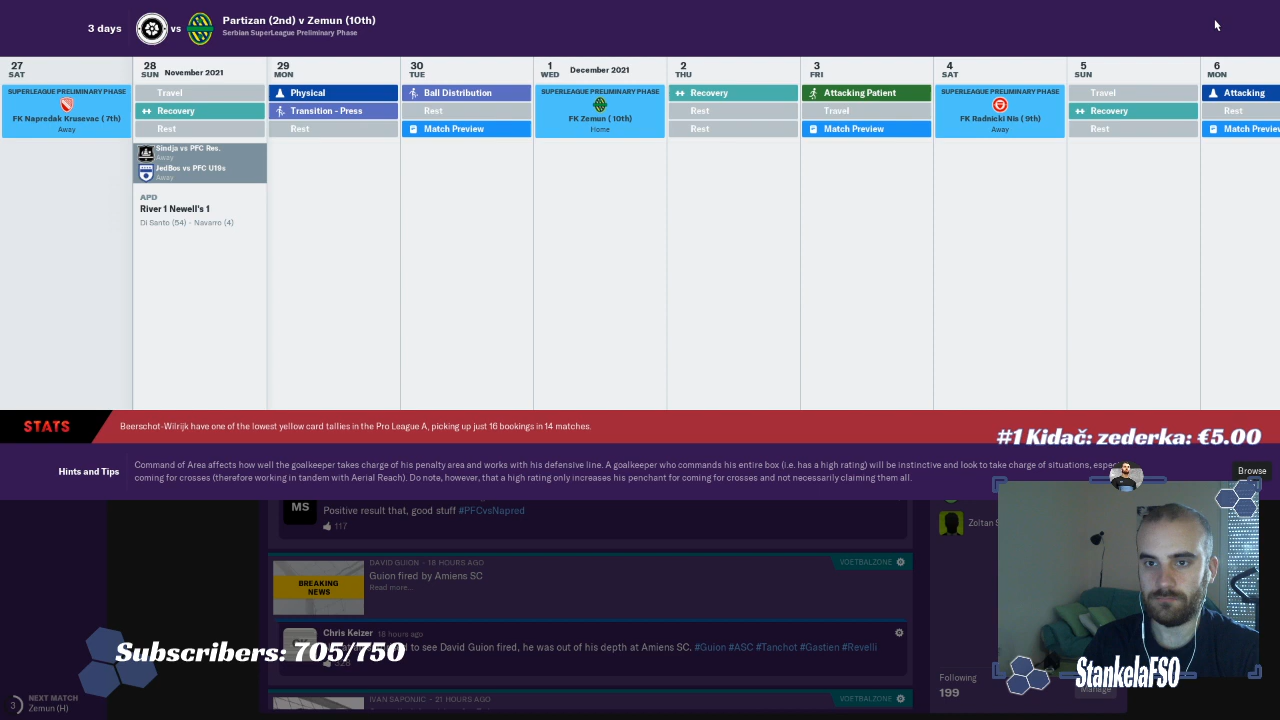 3 days
vs
Partizan (2nd) v Zemun (10th)
Serbian SuperLeague Preliminary Phase
27
SAT
28
SUN
November 2021
29
MON
30
TUE
1
WED
December 2021
2
THU
3
FRI
4
SAT
5
SUN
6
MON
SUPERLEAGUE PRELIMINARY PHASE
FK Napredak Krusevac ( 7th)
Away
Travel
Recovery
Rest
Sindja vs PFC Res.
Away
JedBos vs PFC U19s
Away
APD
River 1 Newell's 1
Di Santo (54) - Navarro (4)
Physical
Transition - Press
Rest
Ball Distribution
Rest
Match Preview
SUPERLEAGUE PRELIMINARY PHASE
FK Zemun ( 10th)
Home
Recovery
Rest
Rest
Attacking Patient
Travel
Match Preview
SUPERLEAGUE PRELIMINARY PHASE
FK Radnicki Nis ( 9th)
Away
Travel
Recovery
Rest
Attacking
Rest
Match Preview
STATS
Beerschot-Wilrijk have one of the lowest yellow card tallies in the Pro League A, picking up just 16 bookings in 14 matches.
#1 Kidač: zederka: €5.00
Hints and Tips
Command of Area affects how well the goalkeeper takes charge of his penalty area and works with his defensive line. A goalkeeper who commands his entire box (i.e. has a high rating) will be instinctive and look to take charge of situations, espec
coming for crosses (therefore working in tandem with Aerial Reach). Do note, however, that a high rating only increases his penchant for coming for crosses and not necessarily claiming them all.
Browse
MS
Positive result that, good stuff #PFCvsNapred
117
Zoltan S
DAVID GUION - 18 HOURS AGO
VOETBALZONE
BREAKING NEWS
Guion fired by Amiens SC
Read more...
Chris Keizer 18 hours ago
to see David Guion fired, he was out of his depth at Amiens SC. #Guion #ASC #Tanchot #Gastien #Revelli
Subscribers: 705/750
IVAN SAPONJIC - 21 HOURS AGO
VOETBALZONE
Following
199
Manage
StankelaFSO
3
NEXT MATCH
Zemun (H)